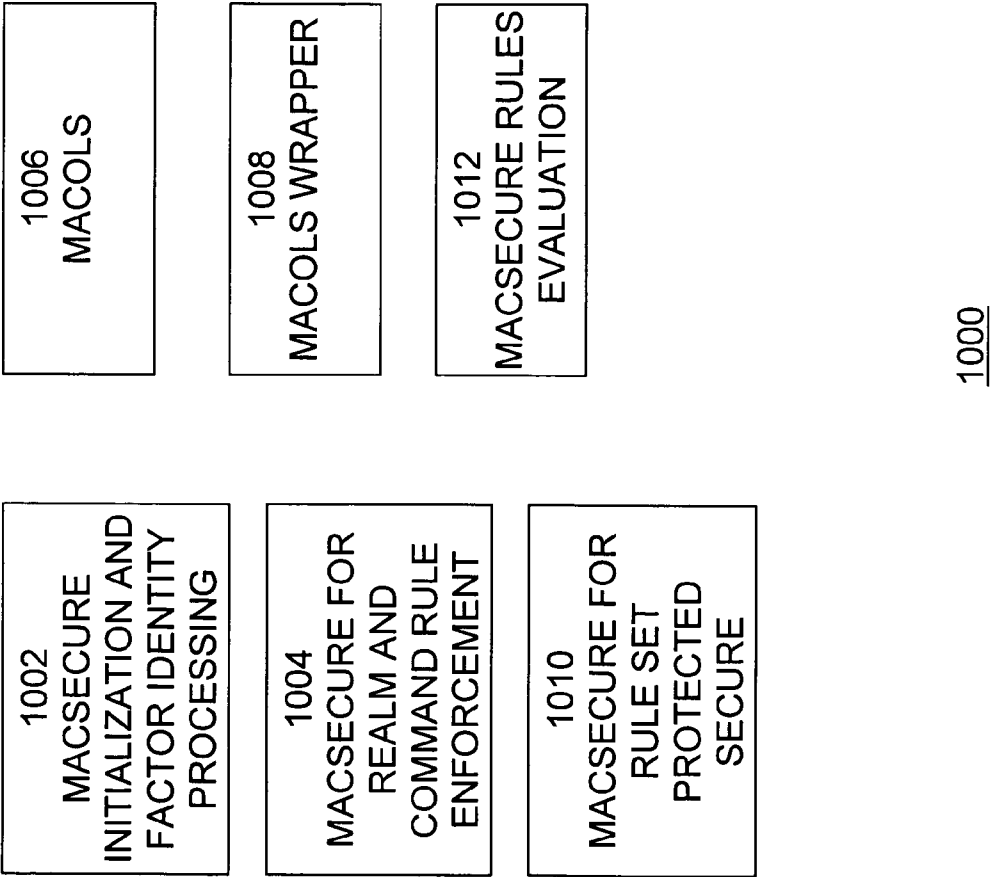 1002
MACSECURE
INITIALIZATION AND
FACTOR IDENTITY
PROCESSING
1004
MACSECURE FOR
REALM AND
COMMAND RULE
ENFORCEMENT
1010
MACSECURE FOR
RULE SET
PROTECTED
SECURE
1006
MACOLS
1008
MACOLS WRAPPER
1012
MACSECURE RULES
EVALUATION
1000